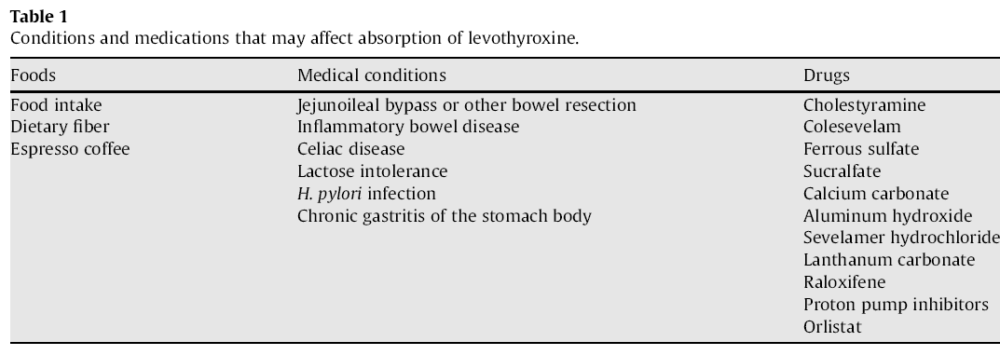 Table 1
Conditions and medications that may affect absorption of levothyroxine.
Foods Medical conditions Drugs
Food intake Jejunoileal bypass or other bowel resection Cholestyramine
Dietary fiber Inflammatory bowel disease Colesevelam
Espresso coffee Celiac disease Ferrous sulfate
Lactose intolerance Sucralfate
H. pylori infection Calcium carbonate
Chronic gastritis of the stomach body Aluminum hydroxide
Sevelamer hydrochloride
Lanthanum carbonate
Raloxifene
Proton pump inhibitors
Orlistat